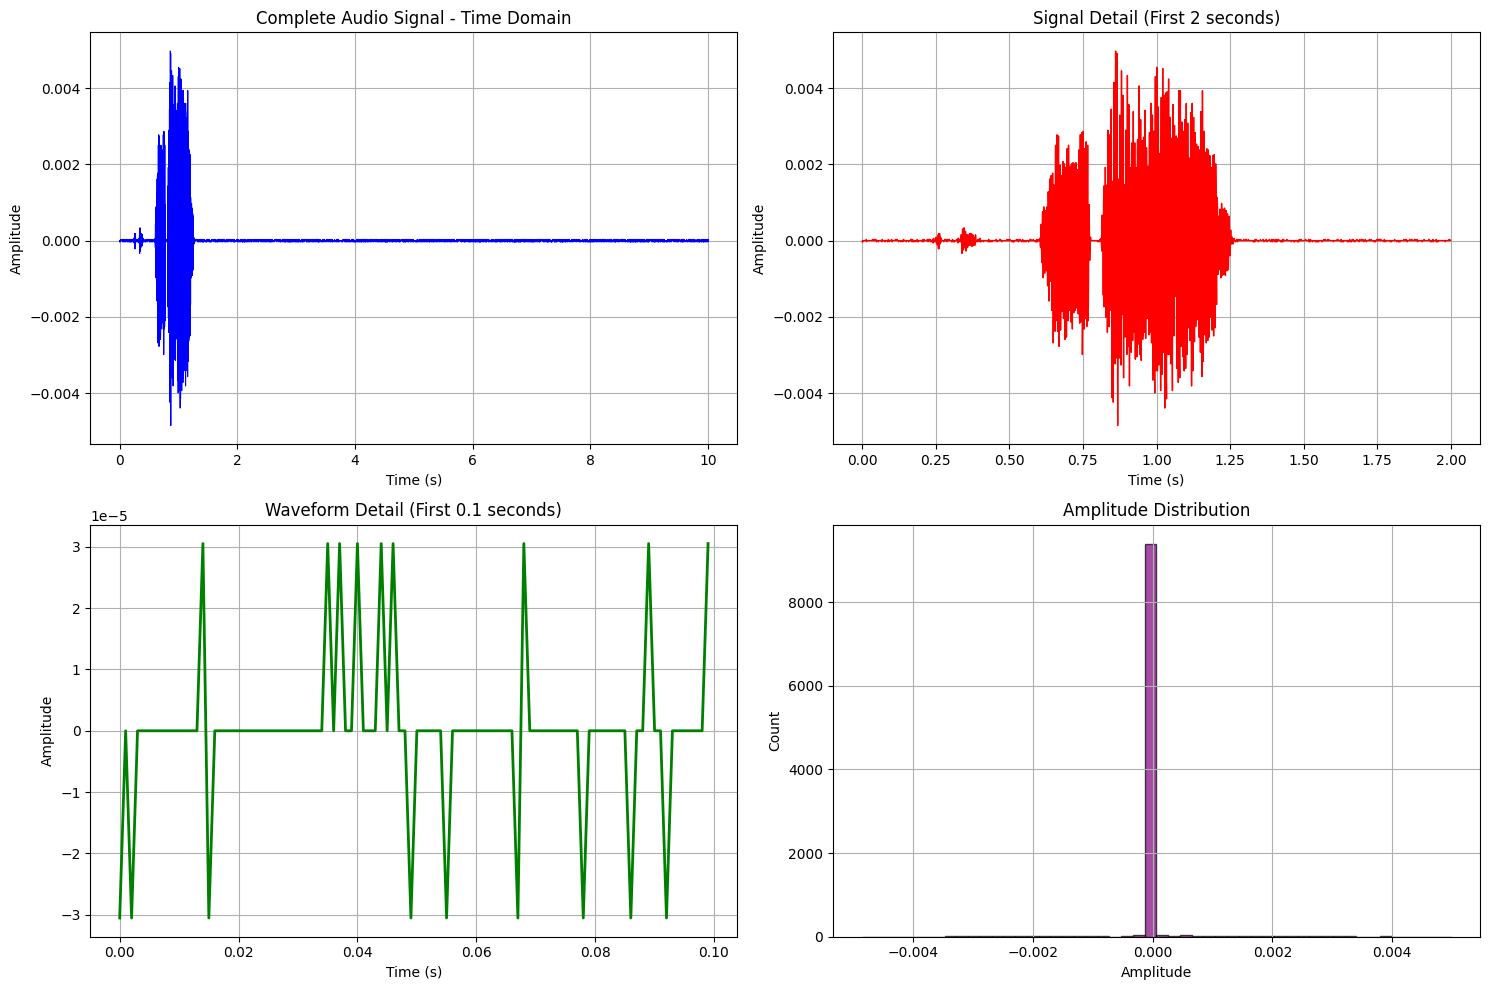 Complete Audio Signal - Time Domain
0.004
0.002
0.000
−0.002
−0.004
Amplitude
0 2 4 6 8 10
Time (s)
Signal Detail (First 2 seconds)
0.004
0.002
0.000
−0.002
−0.004
Amplitude
0.00 0.25 0.50 0.75 1.00 1.25 1.50 1.75 2.00
Time (s)
Waveform Detail (First 0.1 seconds)
1e−5
3
2
1
0
−1
−2
−3
Amplitude
0.00 0.02 0.04 0.06 0.08 0.10
Time (s)
Amplitude Distribution
8000
6000
4000
2000
0
Count
−0.004 −0.002 0.000 0.002 0.004
Amplitude